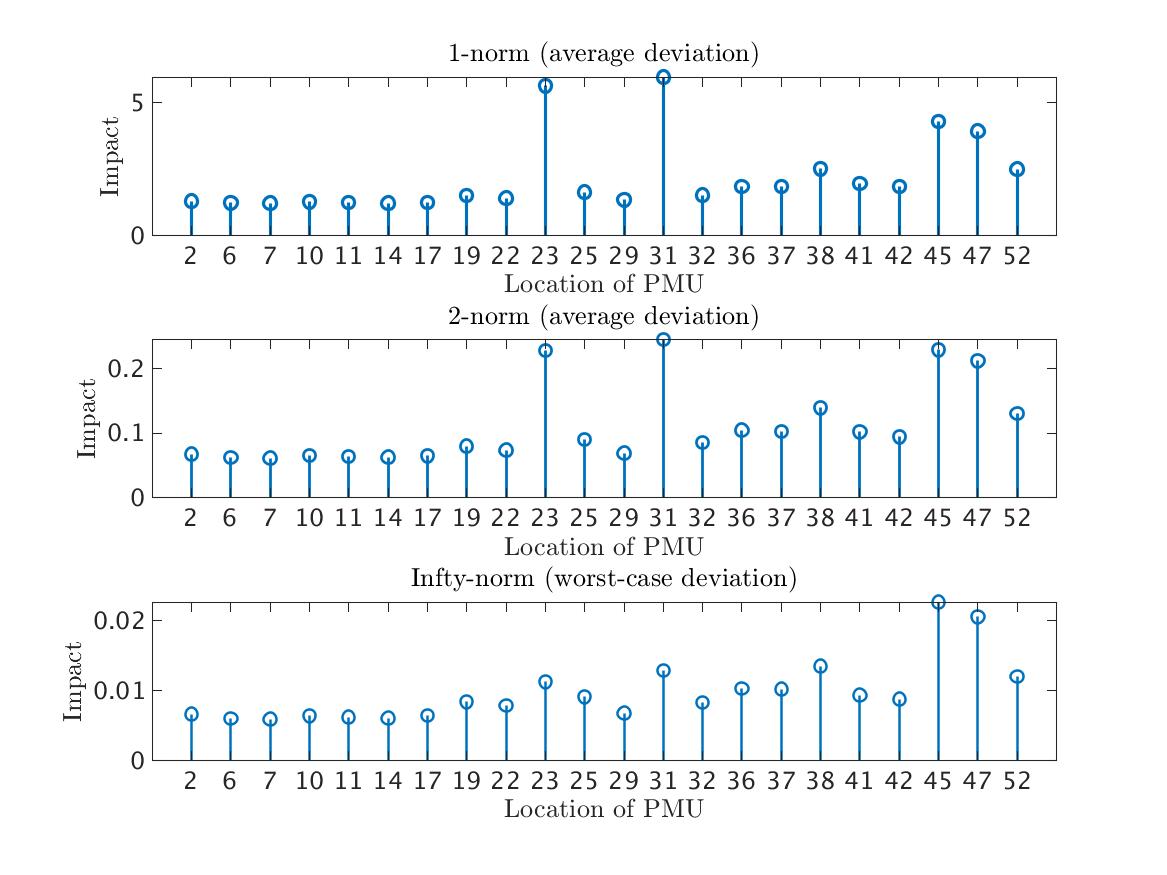 1-norm (average deviation)
5
0
Impact
2 6 7 10 11 14 17 19 22 23 25 29 31 32 36 37 38 41 42 45 47 52
Location of PMU
2-norm (average deviation)
0.2
0.1
0
Impact
2 6 7 10 11 14 17 19 22 23 25 29 31 32 36 37 38 41 42 45 47 52
Location of PMU
Infty-norm (worst-case deviation)
0.02
0.01
0
Impact
2 6 7 10 11 14 17 19 22 23 25 29 31 32 36 37 38 41 42 45 47 52
Location of PMU